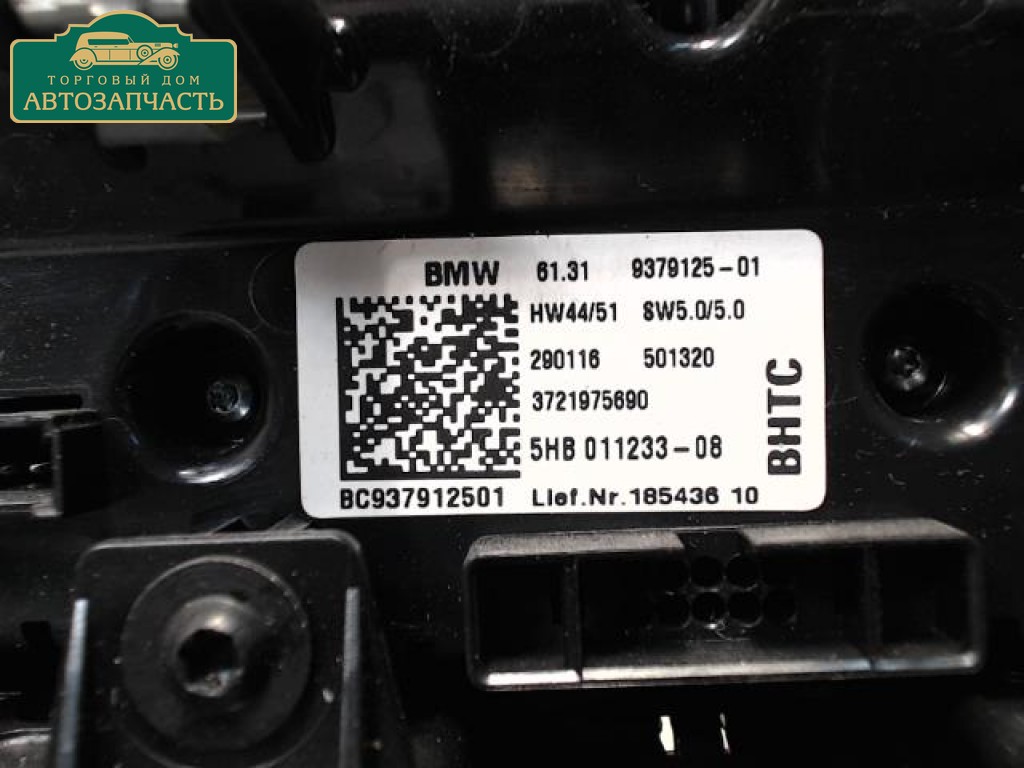 ТОРГОВЫЙ ДОМ
АВТОЗАПЧАСТЬ
BMW 61.31 9379125-01
HW44/51 SW5.0/5.0
290116 501320
3721975690
5HB 011233-08
BHTC
BC937912501 Lief.Nr.185436 10